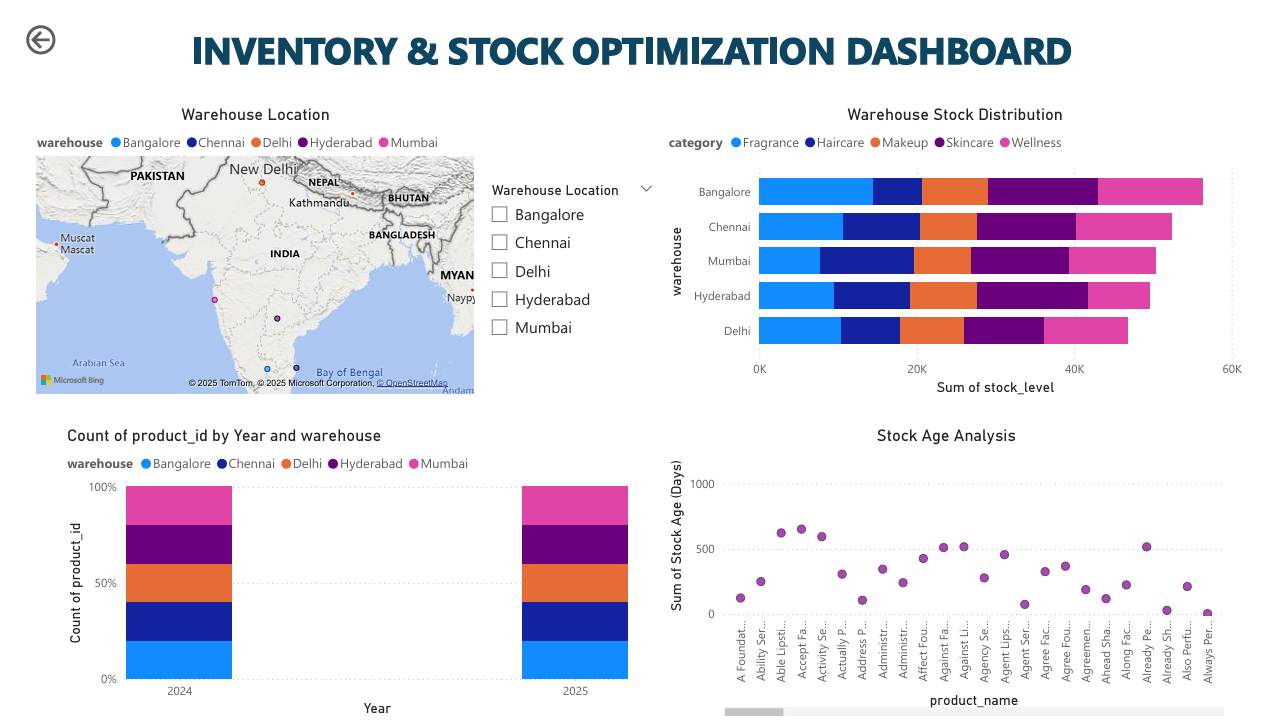 INVENTORY & STOCK OPTIMIZATION DASHBOARD
Warehouse Location
warehouse Bangalore Chennai Delhi Hyderabad Mumbai
PAKISTAN
New Delhi
NEPAL
Kathmandu
BHUTAN
Muscat
Mascat
BANGLADESH
INDIA
MYAN
Naypy
Arabian Sea
Bay of Bengal
Microsoft Bing
© 2025 TomTom, © 2025 Microsoft Corporation, © OpenStreetMap
Andam
Warehouse Location
Bangalore
Chennai
Delhi
Hyderabad
Mumbai
Warehouse Stock Distribution
category Fragrance Haircare Makeup Skincare Wellness
warehouse
Bangalore
Chennai
Mumbai
Hyderabad
Delhi
0K 20K 40K 60K
Sum of stock_level
Count of product_id by Year and warehouse
warehouse Bangalore Chennai Delhi Hyderabad Mumbai
Count of product_id
100%
50%
0%
2024 2025
Year
Stock Age Analysis
Sum of Stock Age (Days)
1000
500
0
A Foundat...
Ability Ser...
Able Lipsti...
Accept Fa...
Activity Se...
Actually P...
Address P...
Administr...
Administr...
Affect Fou...
Against Fa...
Against Li...
Agency Se...
Agent Lips...
Agent Ser...
Agree Fac...
Agree Fou...
Agreemen...
Ahead Sha...
Along Fac...
Already Pe...
Already Sh...
Also Perfu...
Always Per...
product_name